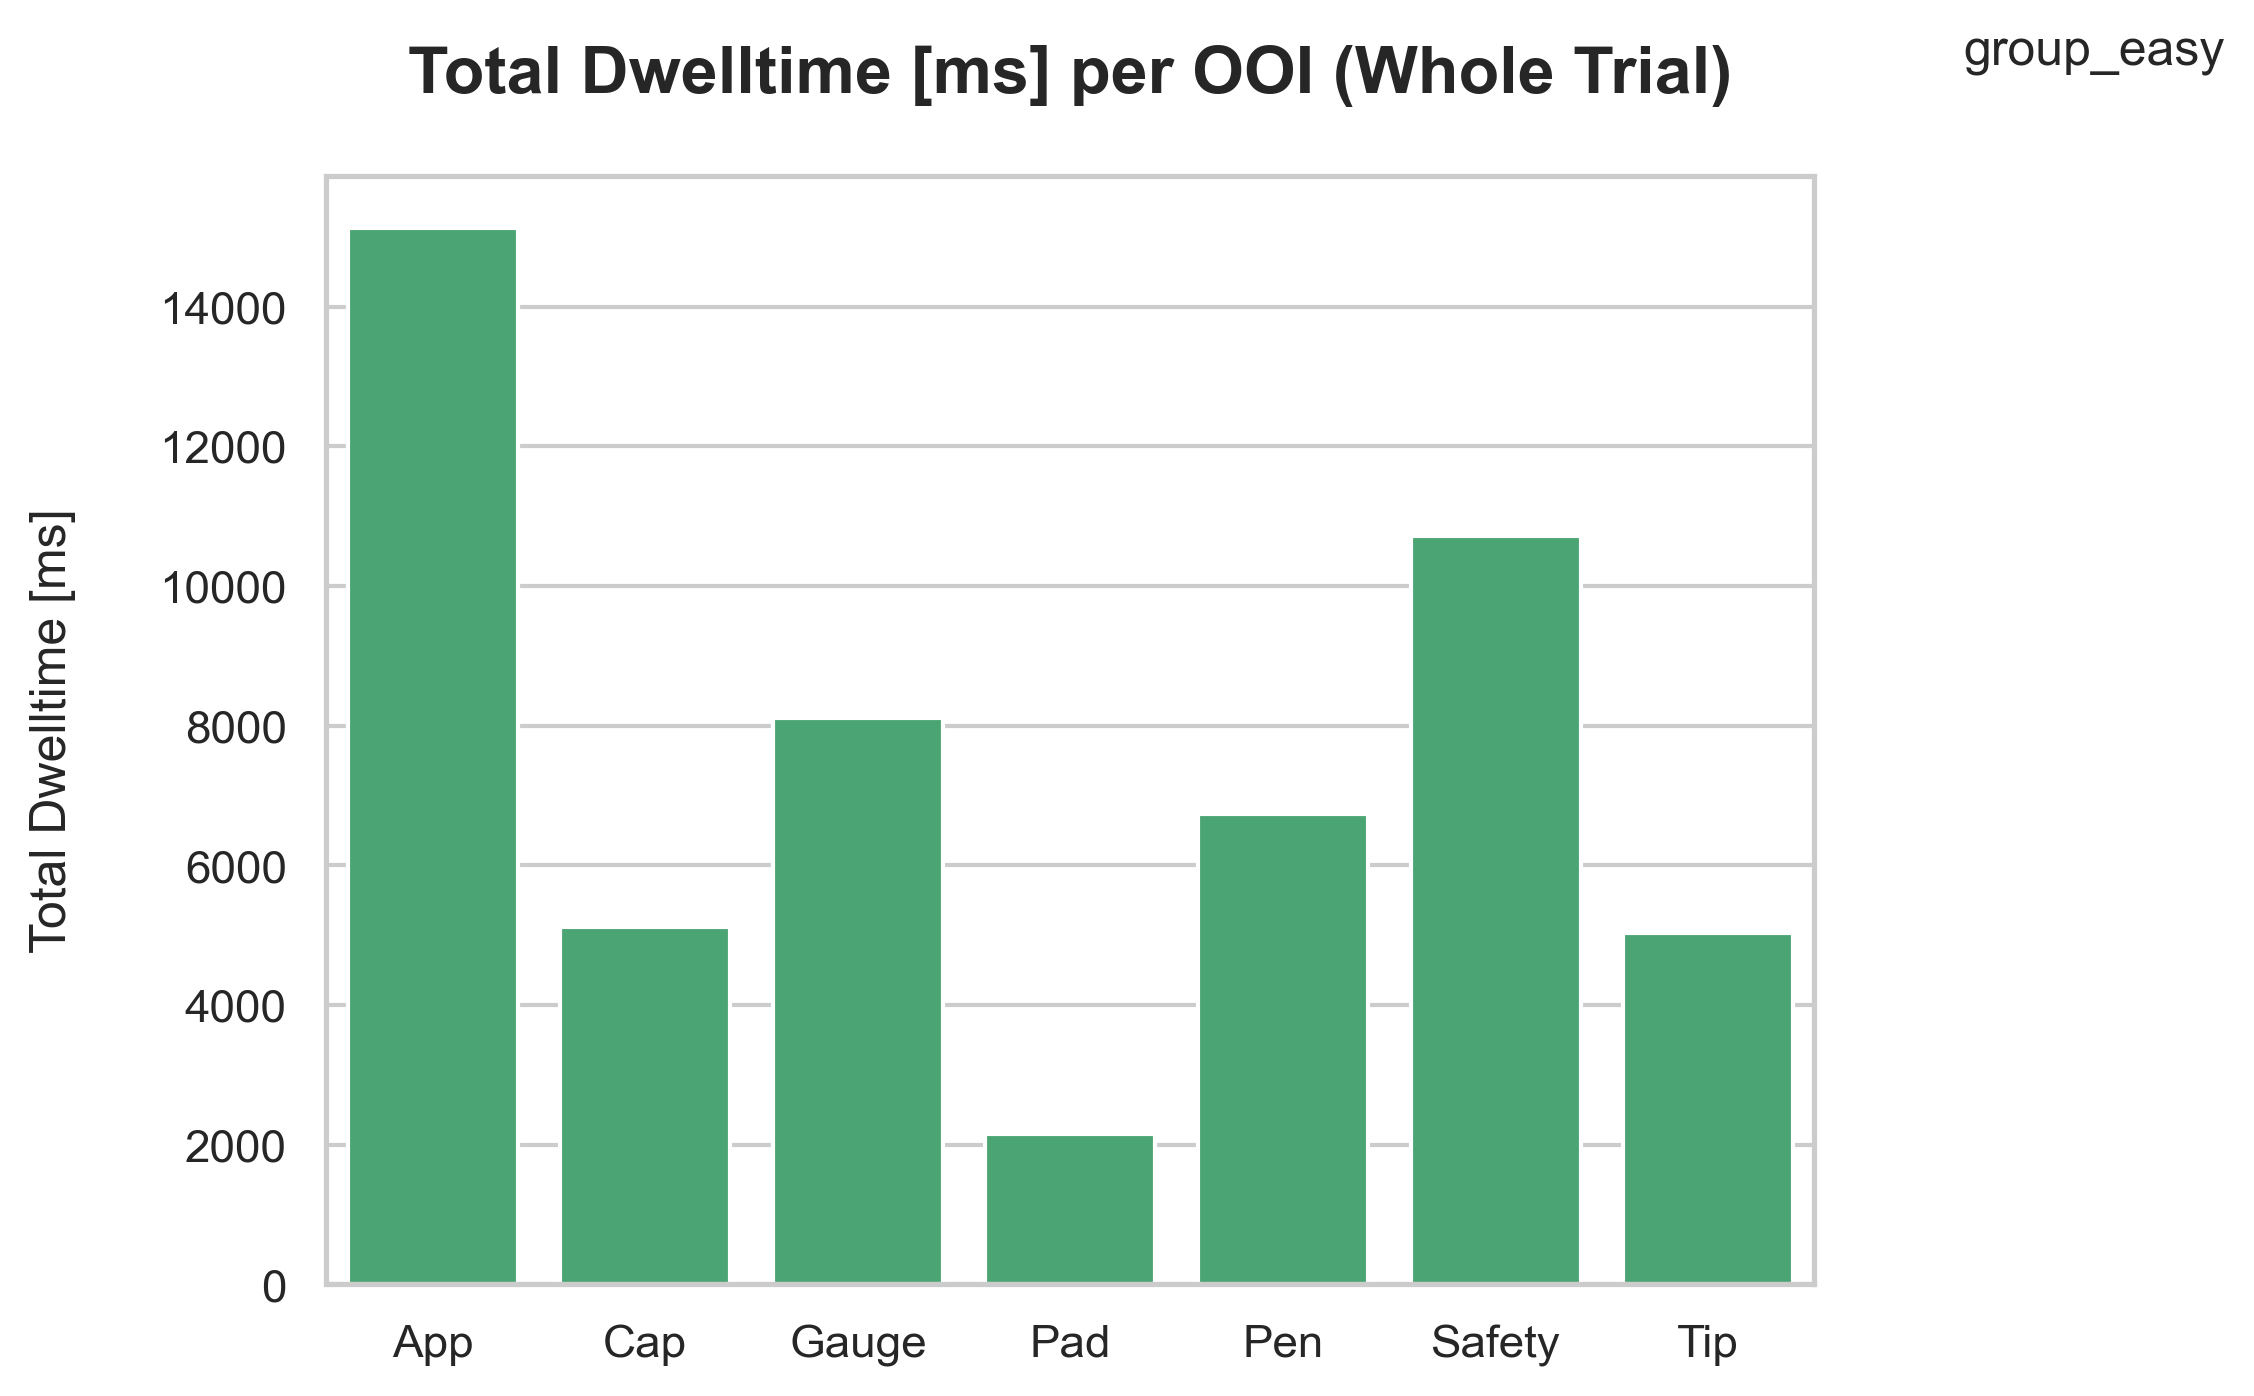 group_easy
Total Dwelltime [ms] per OOI (Whole Trial)
Total Dwelltime [ms]
14000
12000
10000
8000
6000
4000
2000
0
App Cap Gauge Pad Pen Safety Tip